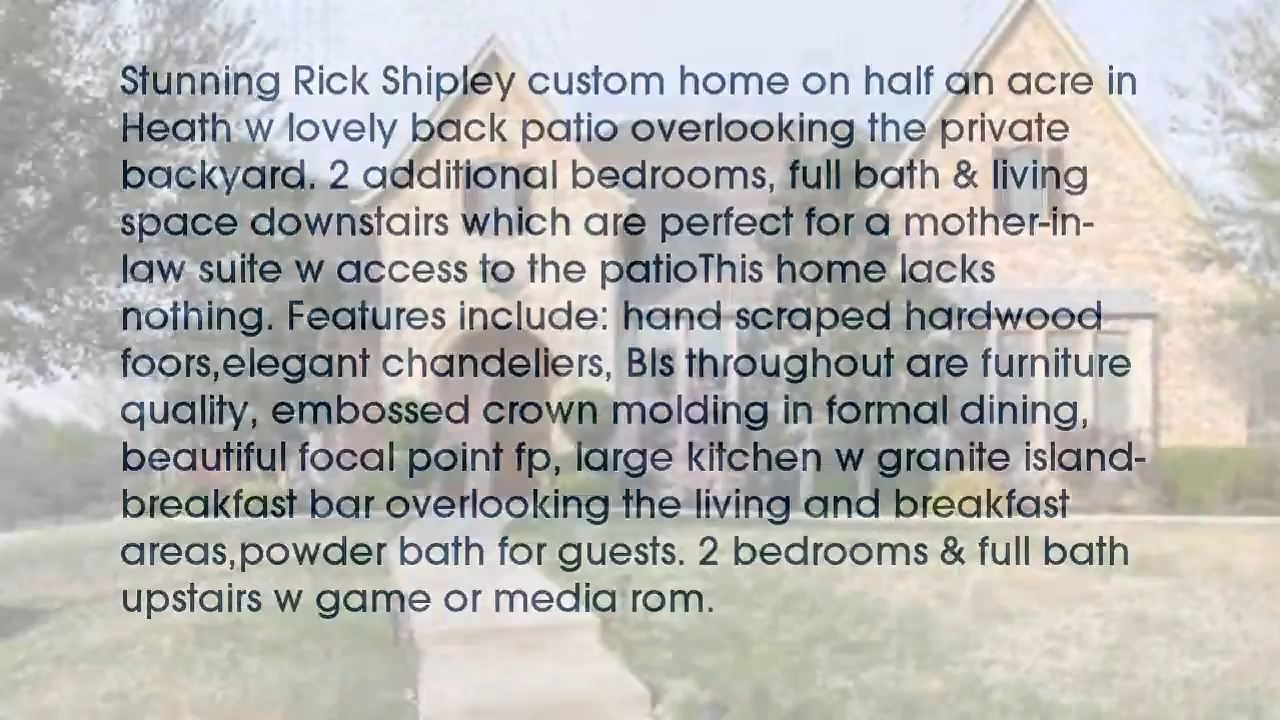 Stunning Rick Shipley custom home on half an acre in
Heath w lovely back patio overlooking the private
backyard. 2 additional bedrooms, full bath & living
space downstairs which are perfect for a mother-in-
law suite w access to the patioThis home lacks
nothing. Features include: hand scraped hardwood
foors,elegant chandeliers, BIs throughout are furniture
quality, embossed crown molding in formal dining,
beautiful focal point fp, large kitchen w granite island-
breakfast bar overlooking the living and breakfast
areas,powder bath for guests. 2 bedrooms & full bath
upstairs w game or media rom.